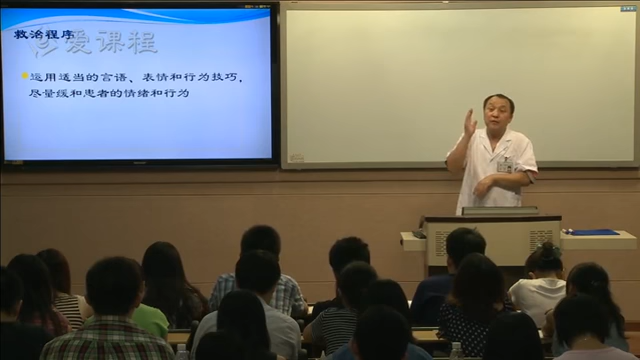 救治程序
爱课程
运用适当的言语、表情和行为技巧，
尽量缓和患者的情绪和行为